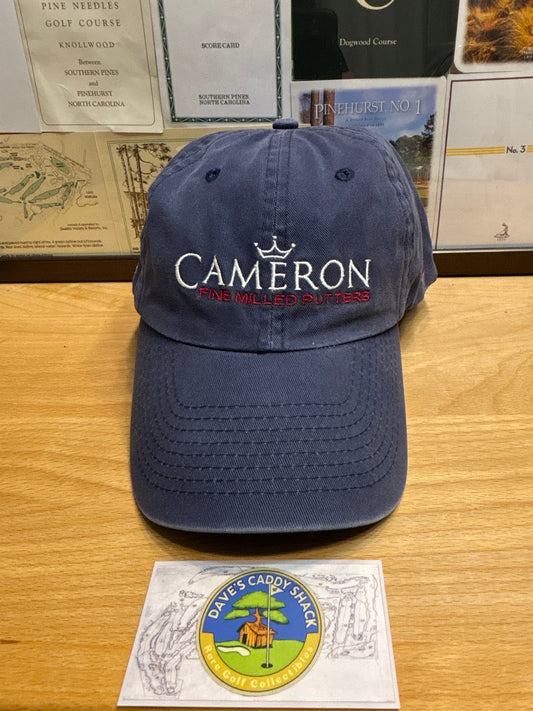 PINE NEEDLES
GOLF COURSE
KNOLLWOOD
Between
SOUTHERN PINES
and
PINEHURST
NORTH CAROLINA
SCORE CARD
SOUTHERN PINES
NORTH CAROLINA
C
Dogwood Course
PINEHURST NO. 1
No. 3
CAMERON
FINE MILLED PUTTERS
DAVE'S CADDY SHACK
Rare Golf Collectibles